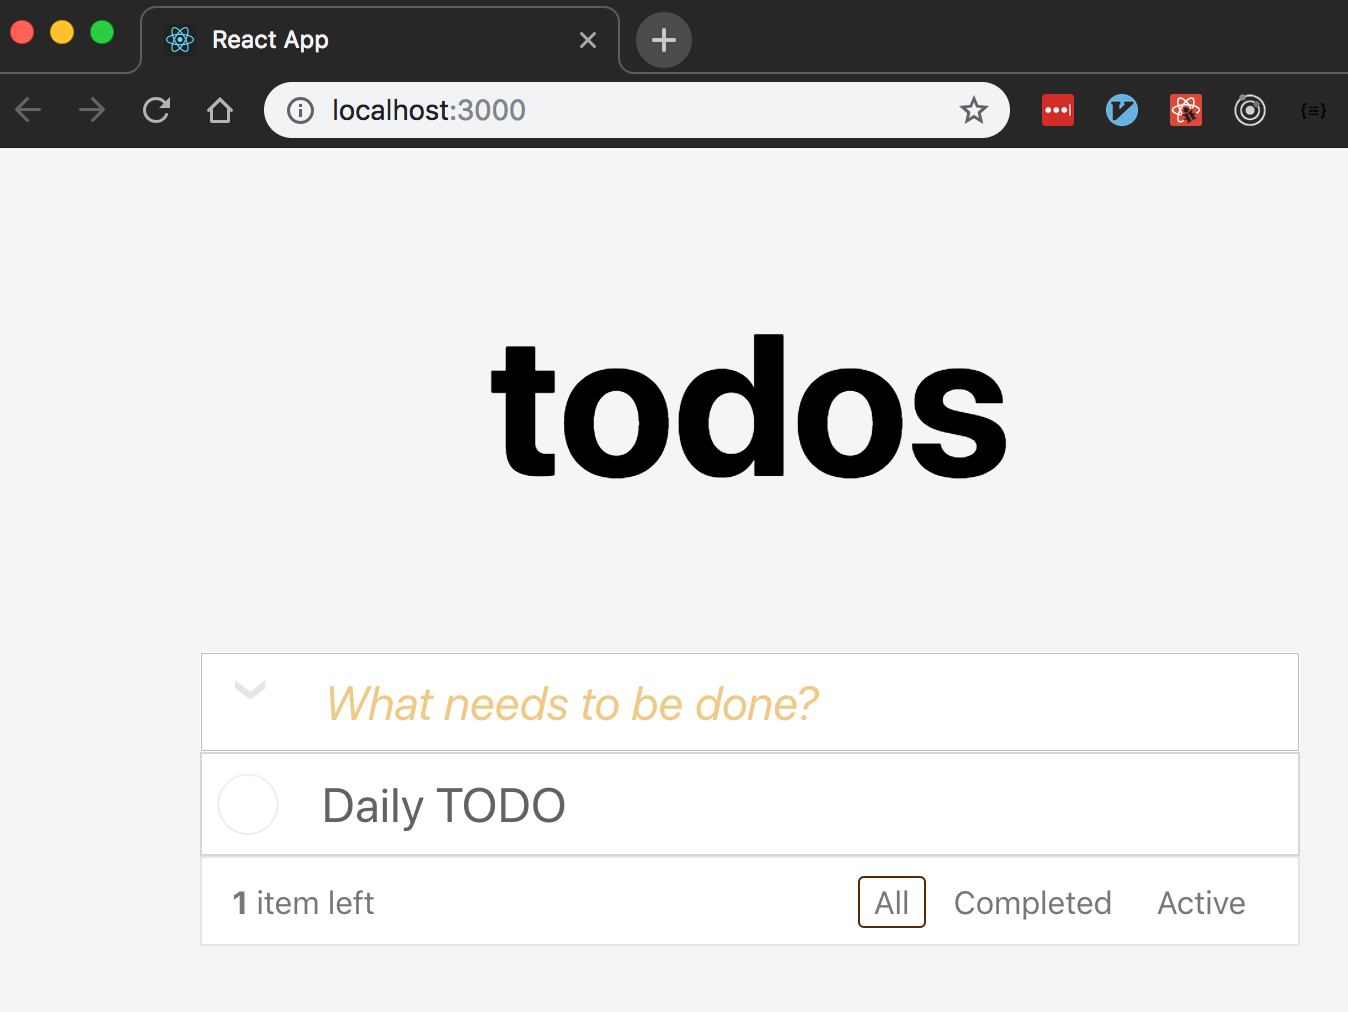 React App
localhost:3000
todos
What needs to be done?
Daily TODO
1 item left All Completed Active